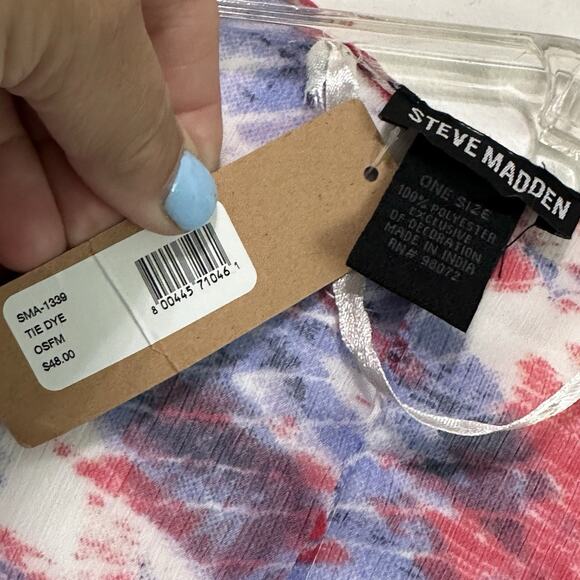 STEVE MADDEN
ONE SIZE
100% POLYESTER
EXCLUSIVE
OF DECORATION
MADE IN INDIA
RN# 98072
8 00445 71046 1
SMA-1339
TIE DYE
OSFM
$48.00